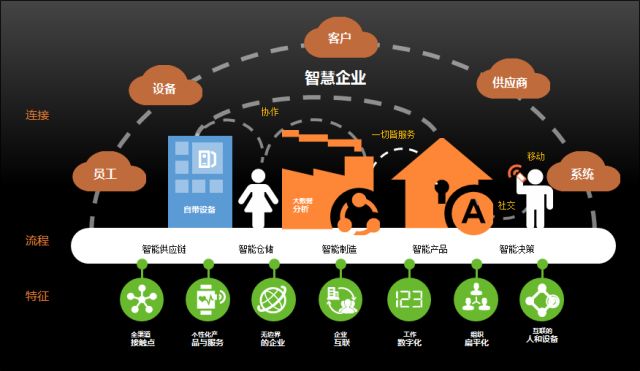 客户
智慧企业
设备
供应商
连接
协作
一切皆服务
移动
员工
系统
自带设备
大数据
分析
A
社交
流程
智能供应链 智能仓储 智能制造 智能产品 智能决策
特征
123
全渠道
接触点
个性化产
品与服务
无边界
的企业
企业
互联
工作
数字化
组织
扁平化
互联的
人和设备